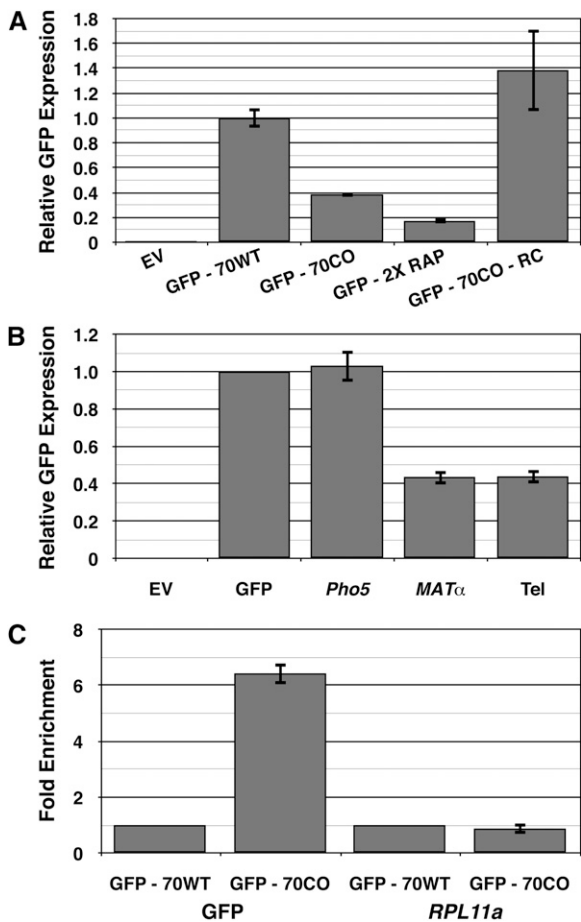 A
Relative GFP Expression
1.8
1.6
1.4
1.2
1.0
0.8
0.6
0.4
0.2
0
EV
GFP - 70WT
GFP - 70CO
GFP - 2X RAP
GFP - 70CO - RC
B
Relative GFP Expression
1.2
1.0
0.8
0.6
0.4
0.2
0
EV GFP Pho5 MATα Tel
C
Fold Enrichment
8
6
4
2
0
GFP - 70WT GFP - 70CO GFP - 70WT GFP - 70CO
GFP RPL11a